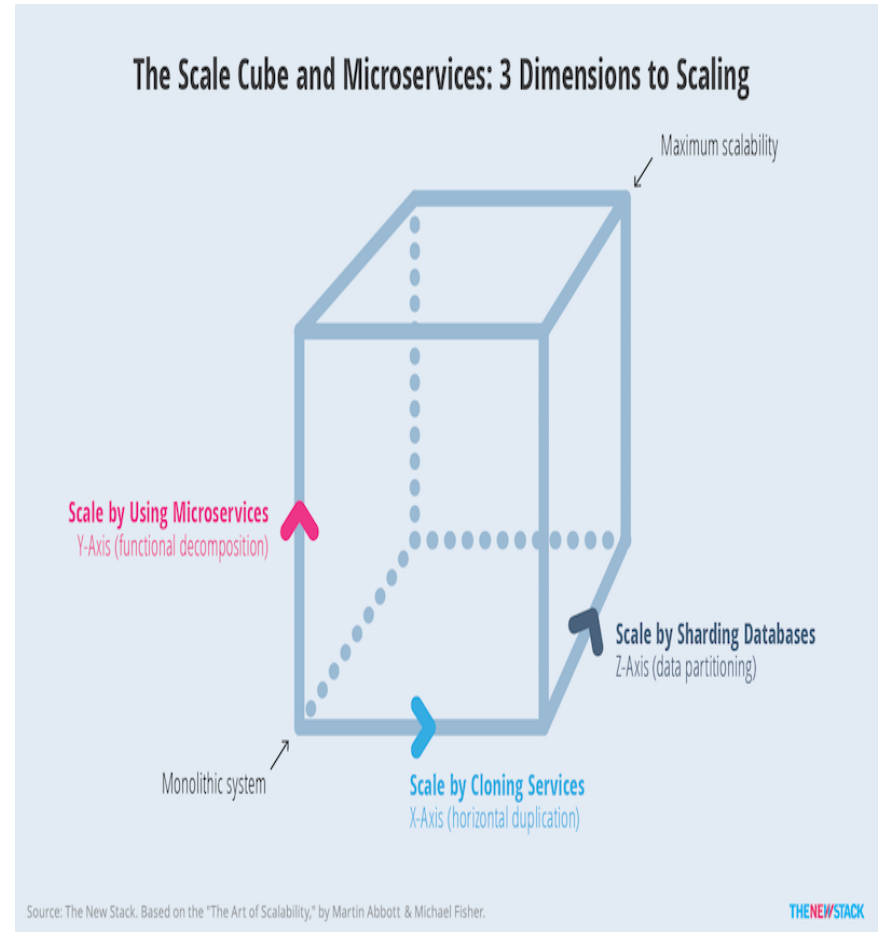 The Scale Cube and Microservices: 3 Dimensions to Scaling
Maximum scalability
Scale by Using Microservices
Y-Axis (functional decomposition)
Scale by Sharding Databases
Z-Axis (data partitioning)
Monolithic system
Scale by Cloning Services
X-Axis (horizontal duplication)
Source: The New Stack. Based on the "The Art of Scalability," by Martin Abbott & Michael Fisher.
THENEWSTACK